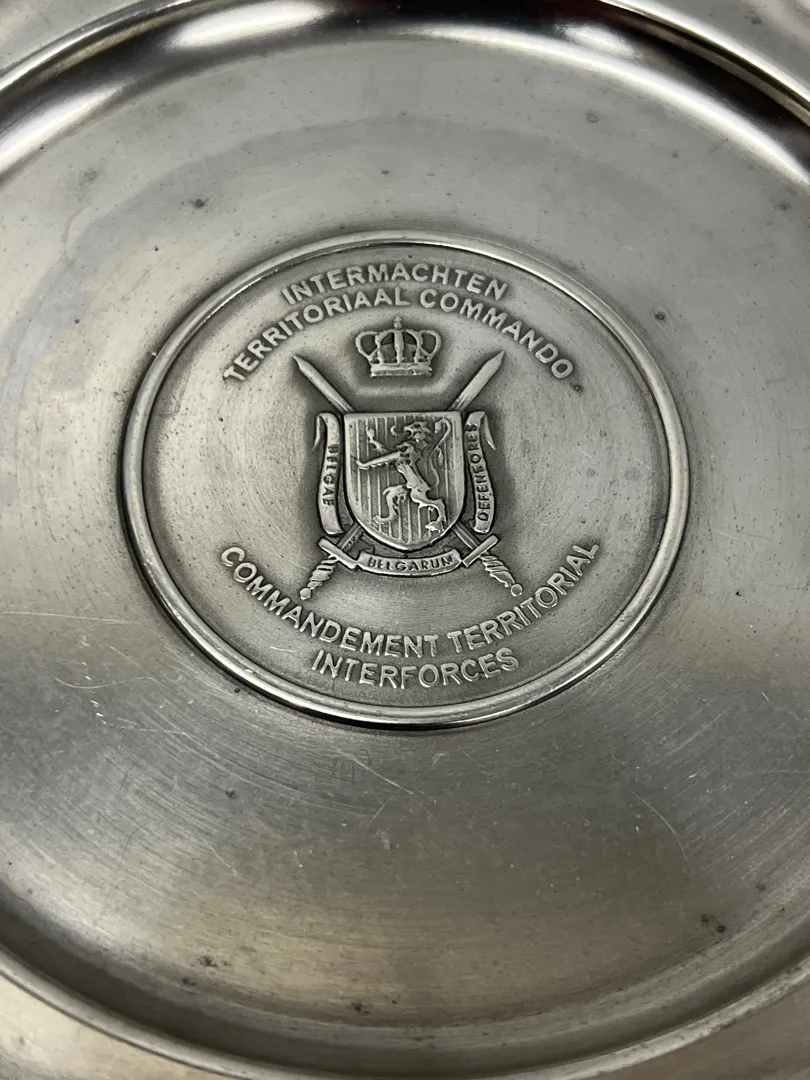 INTERMACHTEN
TERRITORIAAL COMMANDO
BELGAE
DEFENSORES
BELGARUM
COMMANDEMENT TERRITORIAL
INTERFORCES